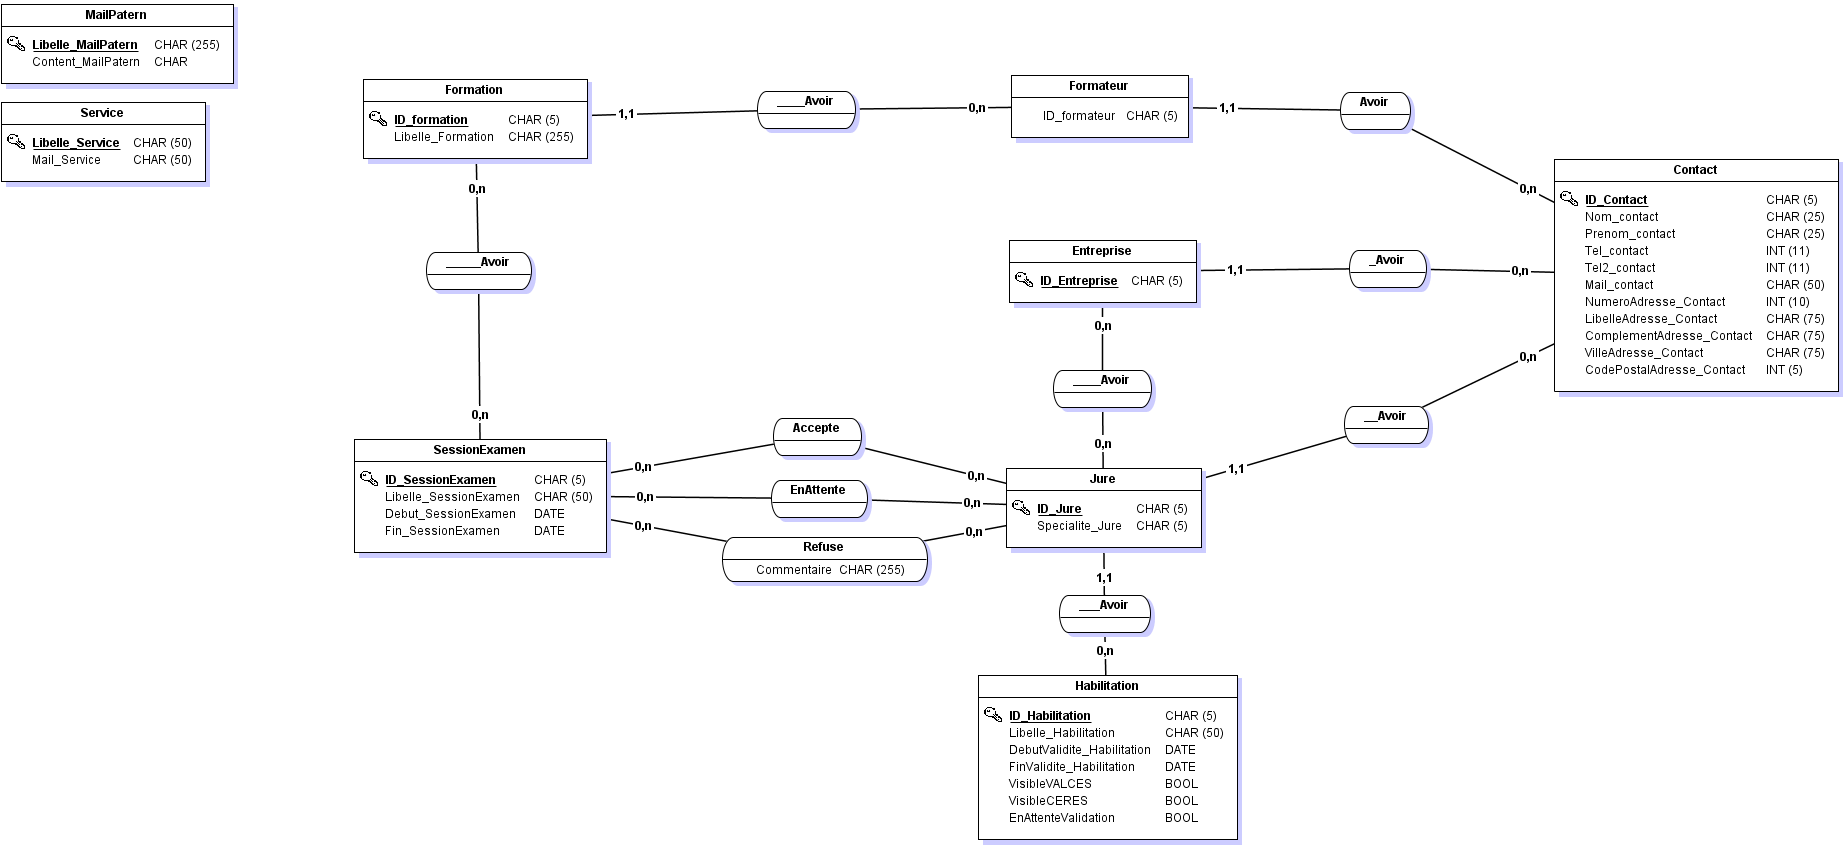 MailPatern
Libelle_MailPatern CHAR (255)
Content_MailPatern CHAR
Service
Libelle_Service CHAR (50)
Mail_Service CHAR (50)
Formation
ID_formation CHAR (5)
Libelle_Formation CHAR (255)
1,1
____Avoir
0,n
Formateur
ID_formateur CHAR (5)
1,1
Avoir
0,n
Contact
ID_Contact CHAR (5)
Nom_contact CHAR (25)
Prenom_contact CHAR (25)
Tel_contact INT (11)
Tel2_contact INT (11)
Mail_contact CHAR (50)
NumeroAdresse_Contact INT (10)
LibelleAdresse_Contact CHAR (75)
ComplementAdresse_Contact CHAR (75)
VilleAdresse_Contact CHAR (75)
CodePostalAdresse_Contact INT (5)
0,n
_____Avoir
0,n
Entreprise
ID_Entreprise CHAR (5)
1,1
_Avoir
0,n
0,n
____Avoir
0,n
0,n
__Avoir
1,1
SessionExamen
ID_SessionExamen CHAR (5)
Libelle_SessionExamen CHAR (50)
Debut_SessionExamen DATE
Fin_SessionExamen DATE
0,n
Accepte
0,n
0,n
EnAttente
0,n
0,n
Refuse
Commentaire CHAR (255)
0,n
Jure
ID_Jure CHAR (5)
Specialite_Jure CHAR (5)
1,1
___Avoir
0,n
Habilitation
ID_Habilitation CHAR (5)
Libelle_Habilitation CHAR (50)
DebutValidite_Habilitation DATE
FinValidite_Habilitation DATE
VisibleVALCES BOOL
VisibleCERES BOOL
EnAttenteValidation BOOL